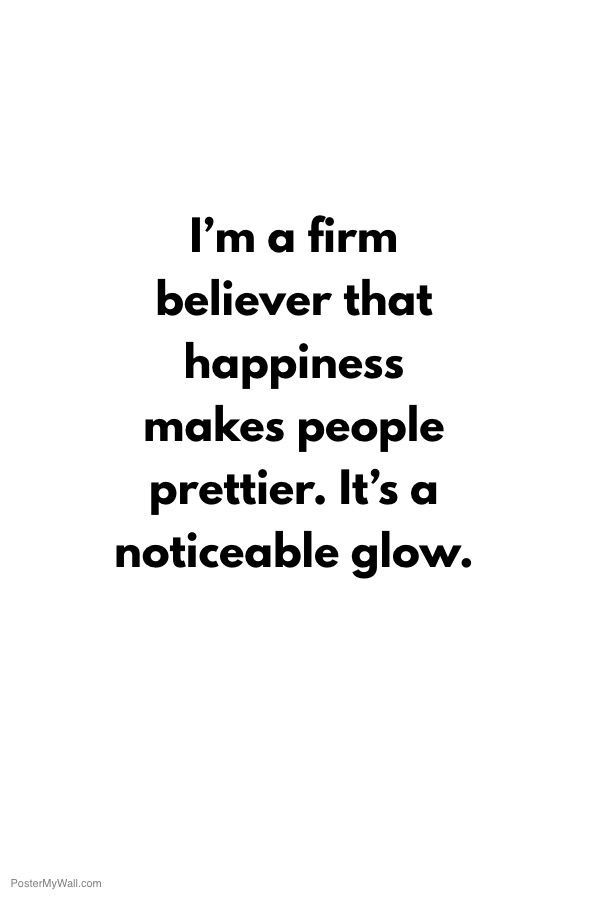 I’m a firm
believer that
happiness
makes people
prettier. It’s a
noticeable glow.
PosterMyWall.com